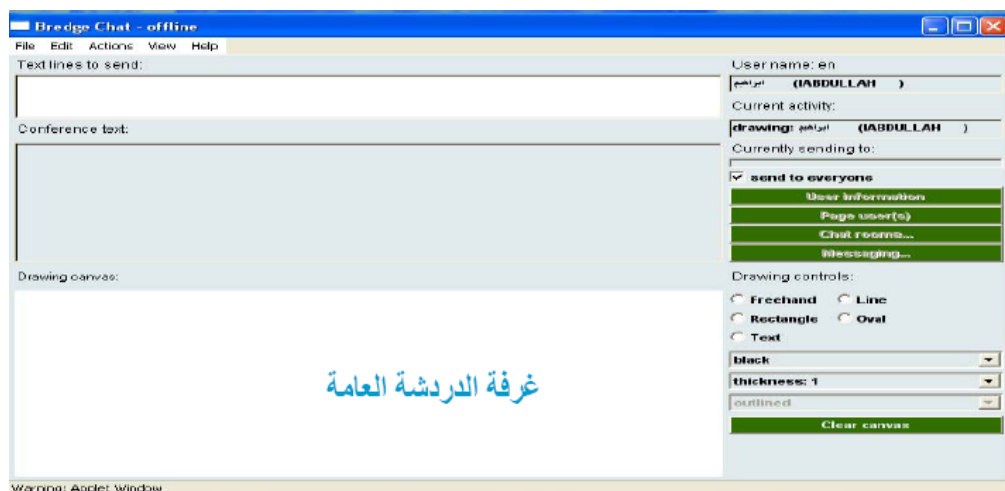 Bredge Chat - offline
File Edit Actions View Help
Text lines to send:
Conference text:
Drawing canvas:
غرفة الدردشة العامة
User name: en
ابراهيم (IABDULLAH )
Current activity:
drawing: ابراهيم (IABDULLAH )
Currently sending to:
send to everyone
User information
Page user(s)
Chat rooms...
Messaging...
Drawing controls:
Freehand Line
Rectangle Oval
Text
black
thickness: 1
outlined
Clear canvas
Warning: Applet Window